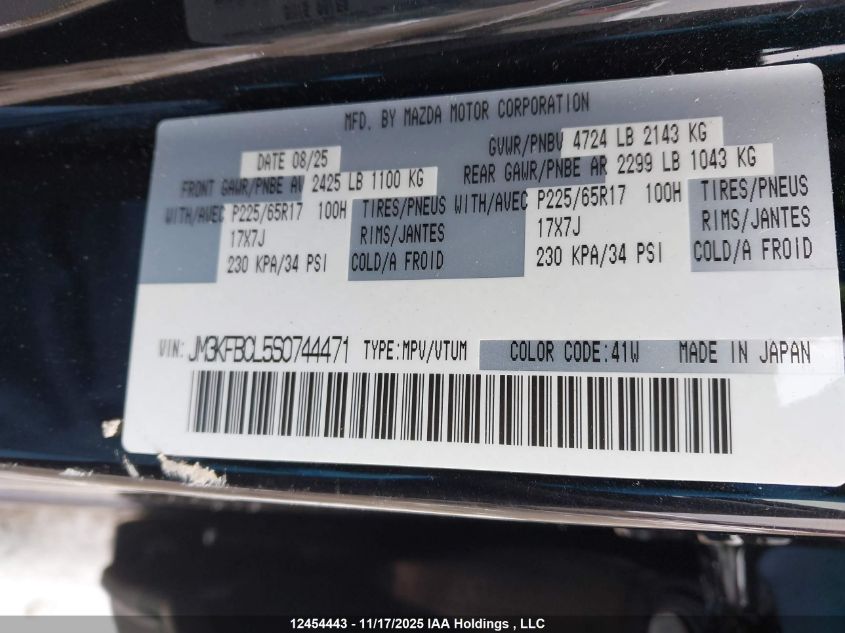 MFD. BY MAZDA MOTOR CORPORATION
DATE 08/25 GVWR/PNBV 4724 LB 2143 KG
FRONT GAWR/PNBE AV 2425 LB 1100 KG REAR GAWR/PNBE AR 2299 LB 1043 KG
WITH/AVEC P225/65R17 100H TIRES/PNEUS WITH/AVEC P225/65R17 100H TIRES/PNEUS
17X7J RIMS/JANTES 17X7J RIMS/JANTES
230 KPA/34 PSI COLD/A FROID 230 KPA/34 PSI COLD/A FROID
VIN: JM3KFBCL5S0744471 TYPE:MPV/VTUM COLOR CODE:41W MADE IN JAPAN
12454443 - 11/17/2025 IAA Holdings , LLC